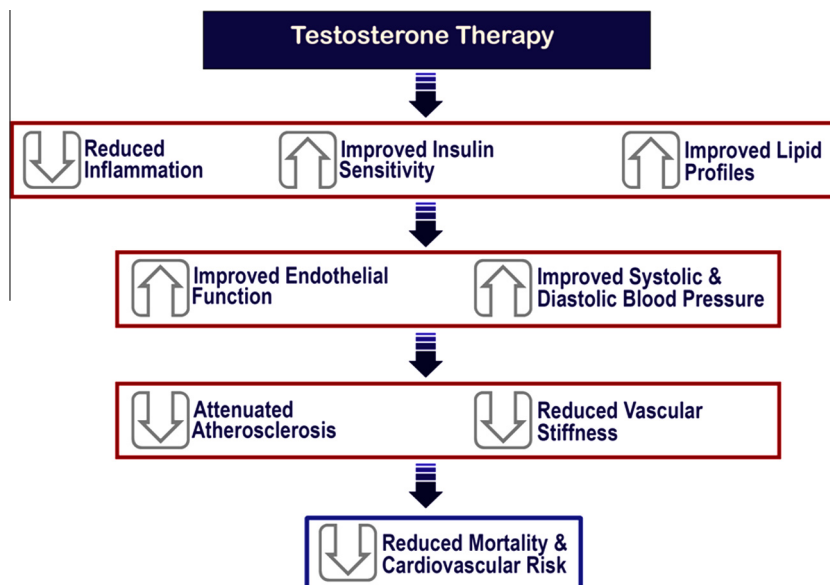 Testosterone Therapy
Reduced
Inflammation
Improved Insulin
Sensitivity
Improved Lipid
Profiles
Improved Endothelial
Function
Improved Systolic &
Diastolic Blood Pressure
Attenuated
Atherosclerosis
Reduced Vascular
Stiffness
Reduced Mortality &
Cardiovascular Risk